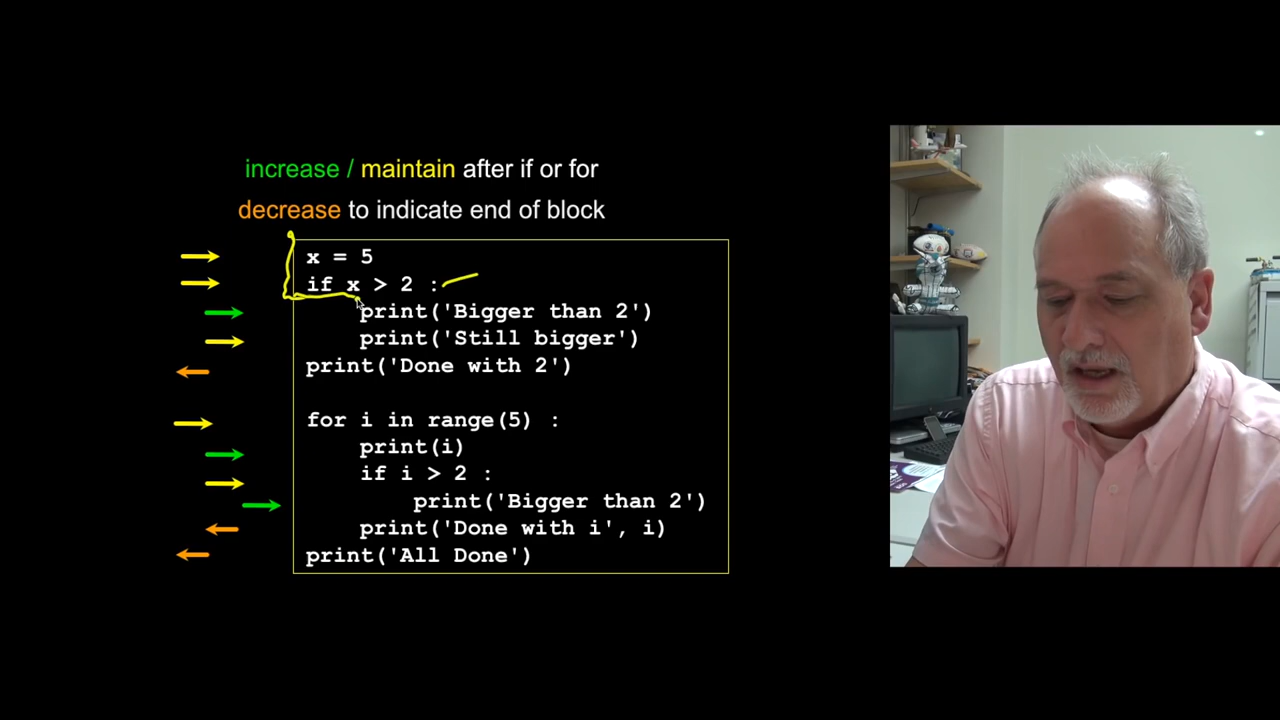 increase / maintain after if or for
decrease to indicate end of block
x = 5
if x > 2 :
print('Bigger than 2')
print('Still bigger')
print('Done with 2')
for i in range(5) :
print(i)
if i > 2 :
print('Bigger than 2')
print('Done with i', i)
print('All Done')